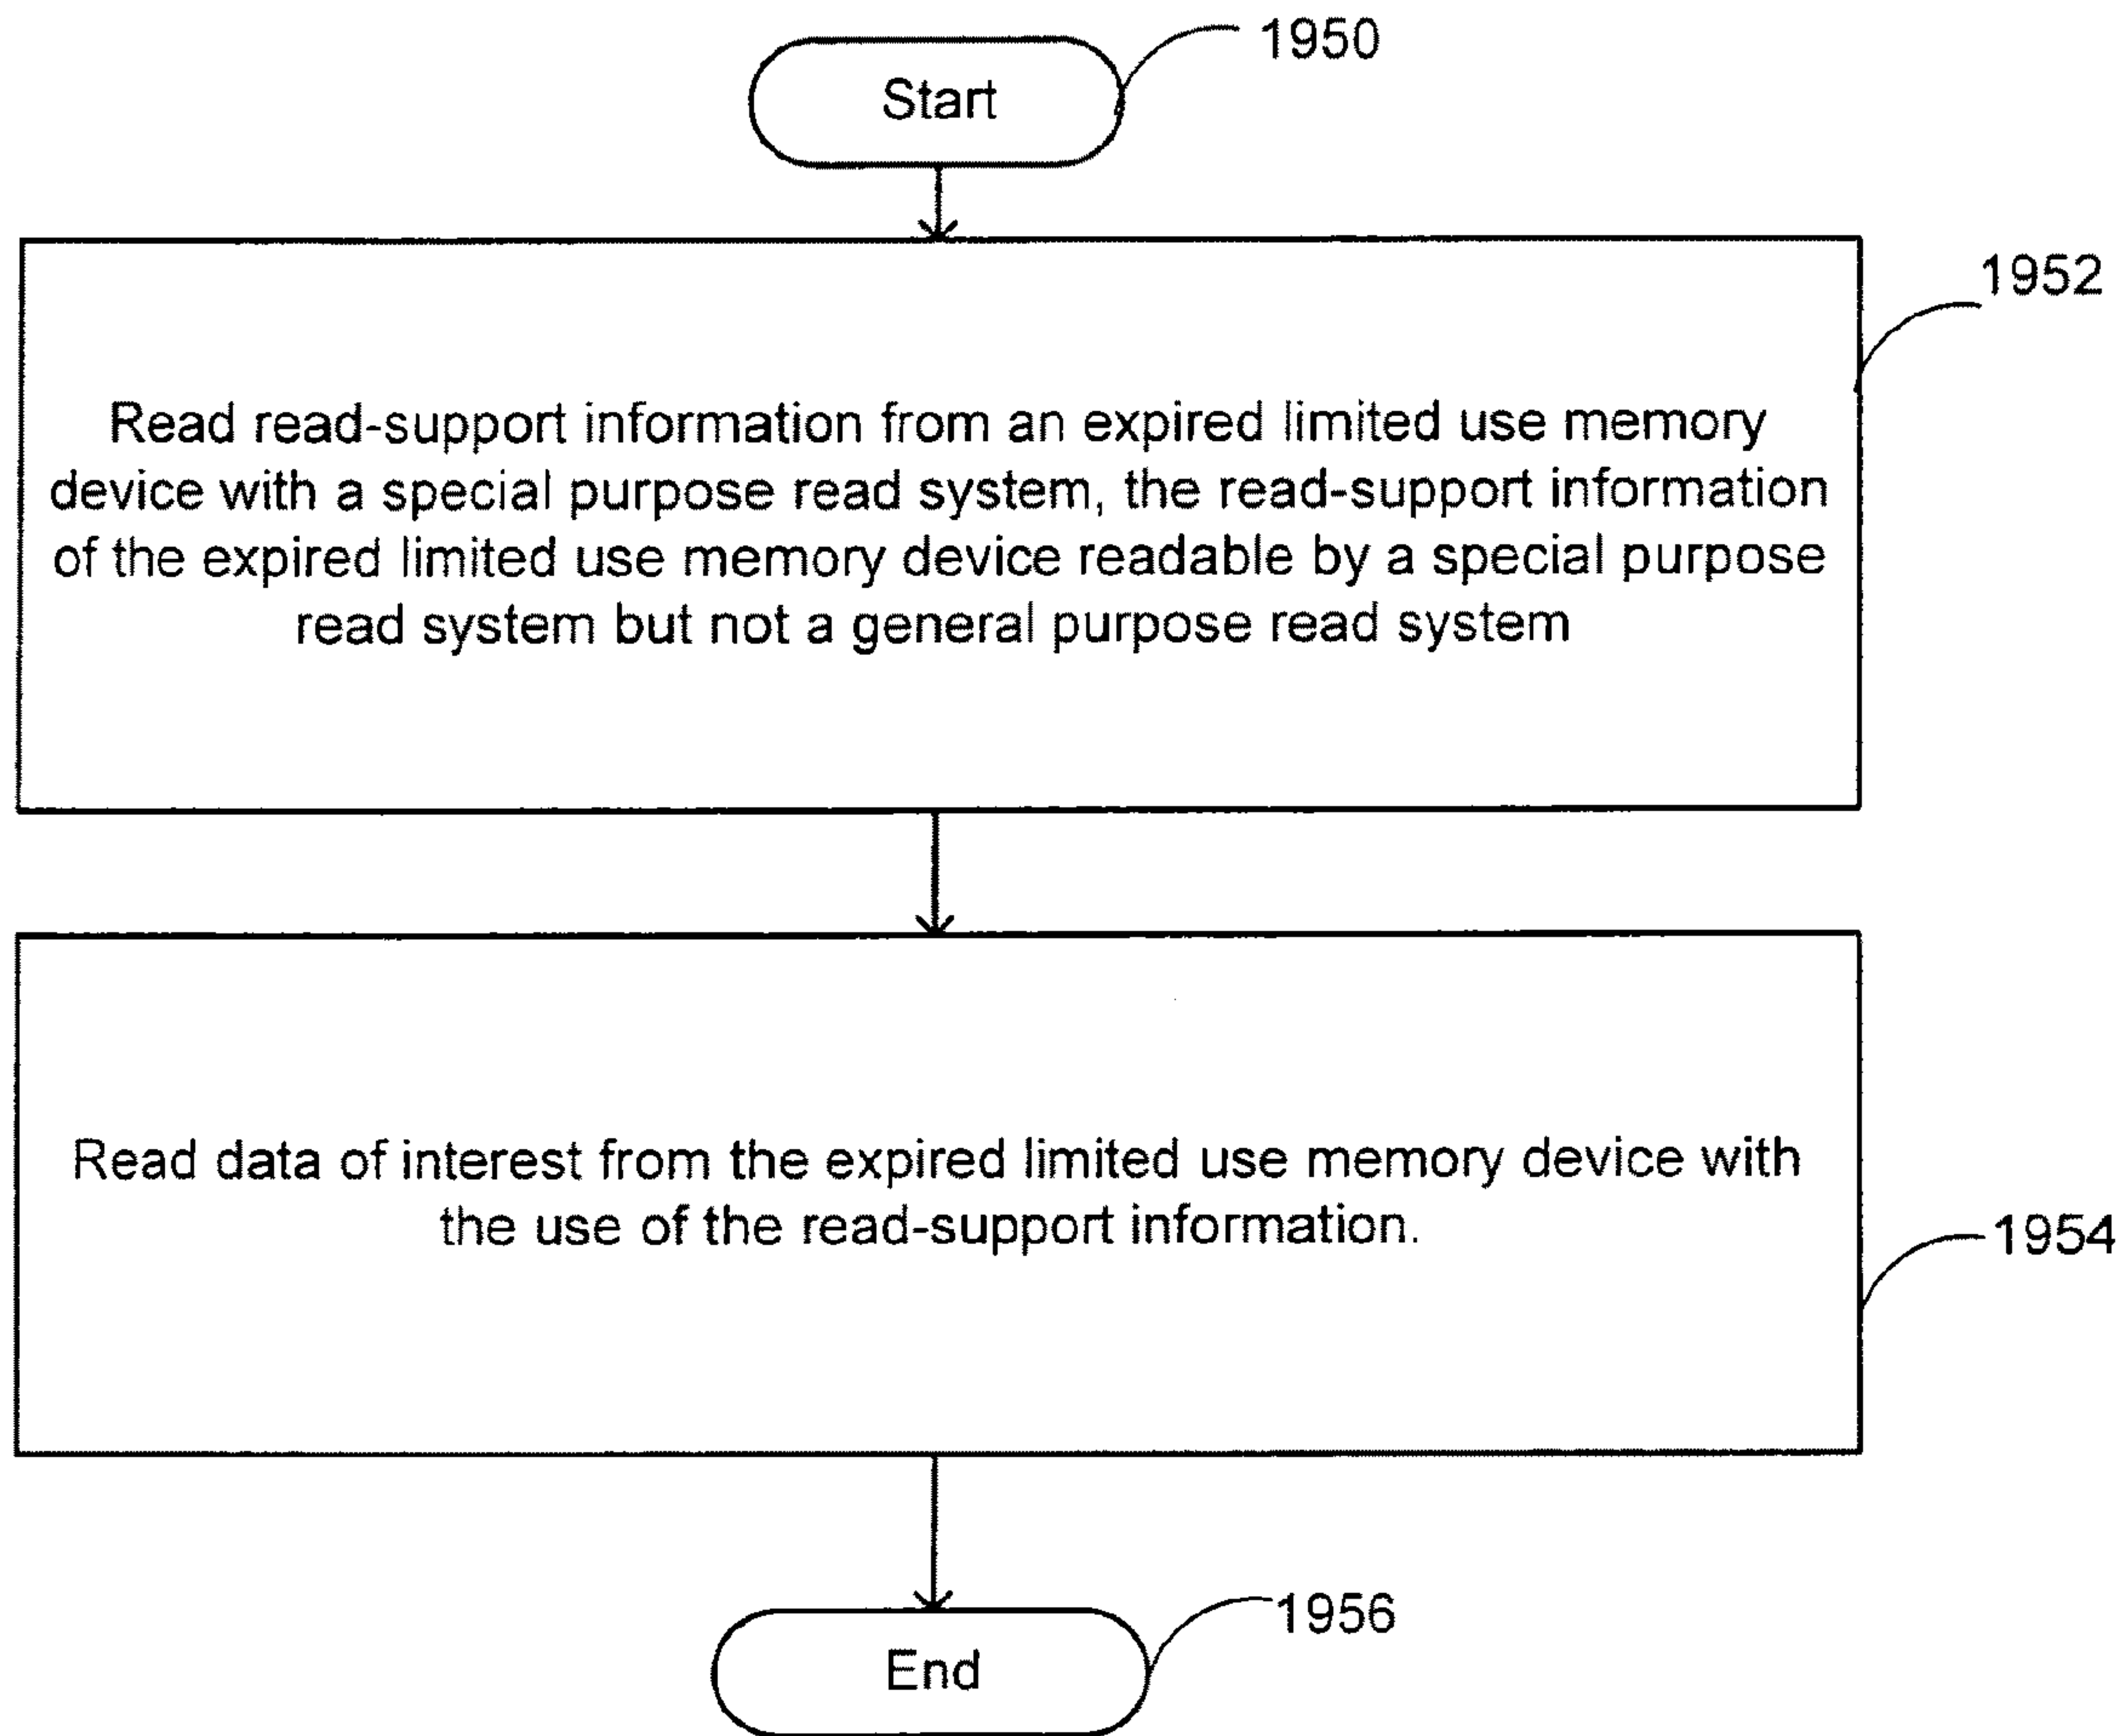 Start
1950
1952
Read read-support information from an expired limited use memory
device with a special purpose read system, the read-support information
of the expired limited use memory device readable by a special purpose
read system but not a general purpose read system
Read data of interest from the expired limited use memory device with
the use of the read-support information.
1954
1956
End